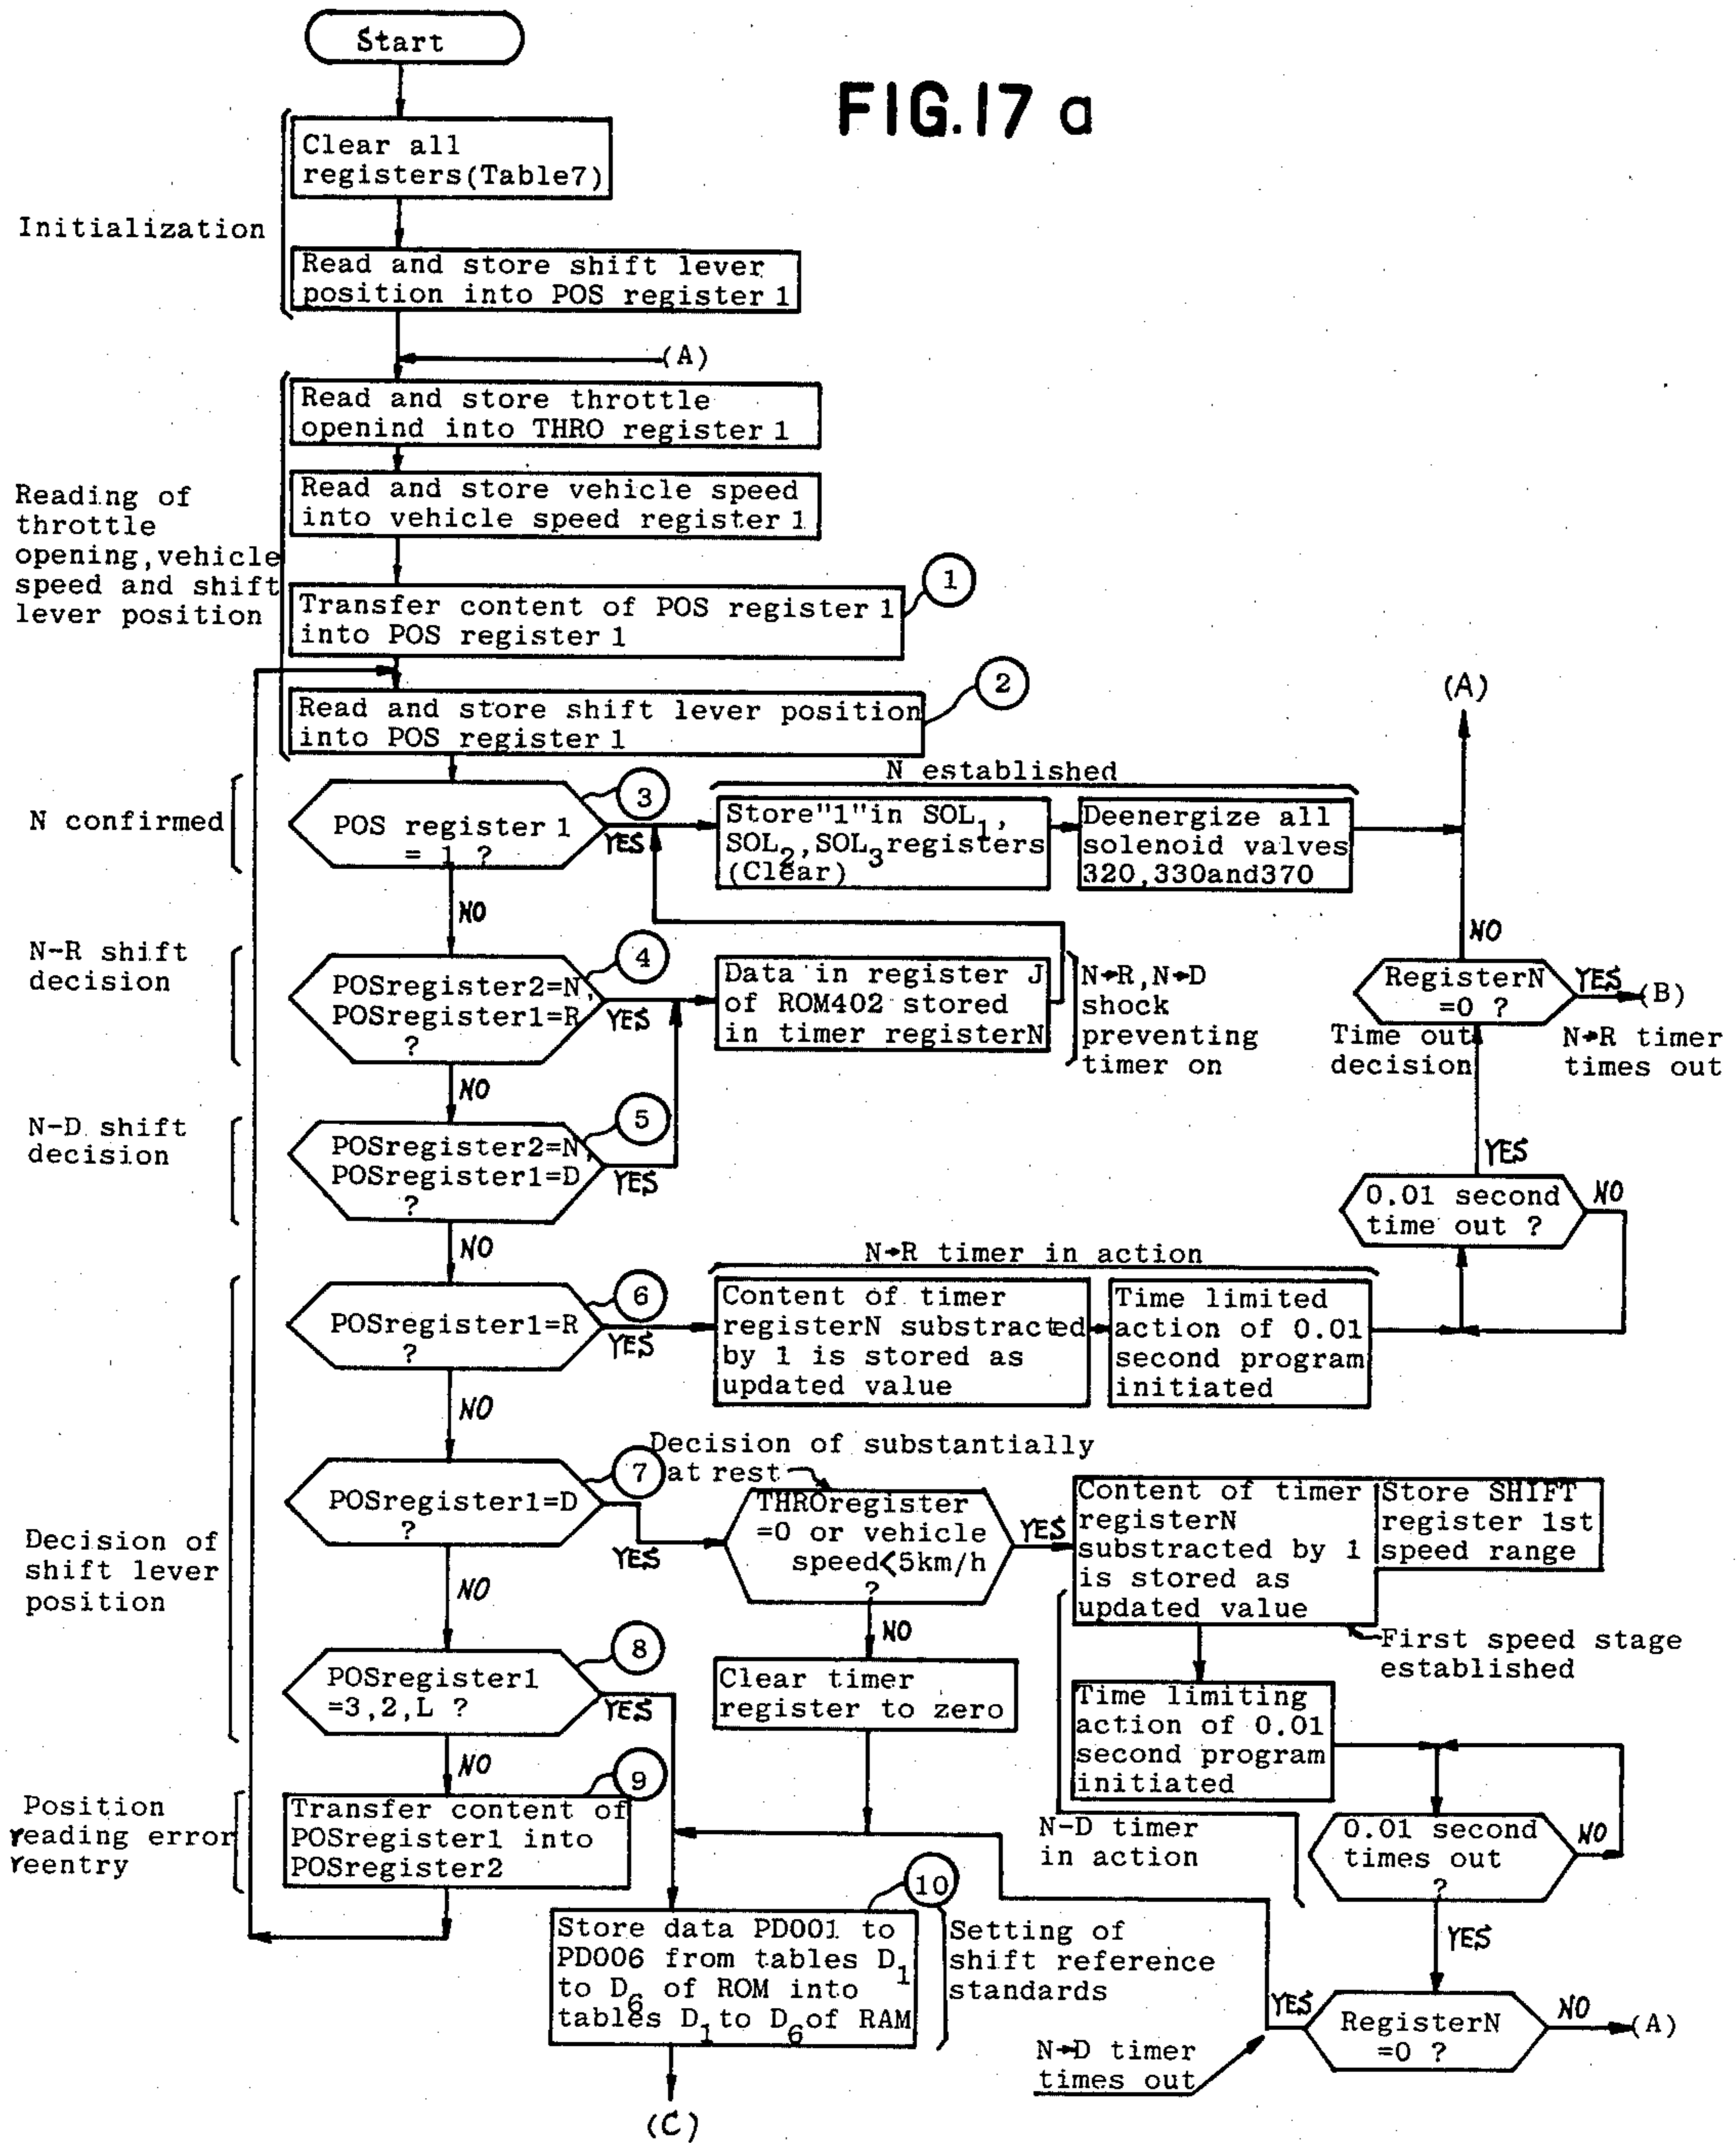 FIG.17 a
Start
Clear all
registers(Table7)
Initialization
Read and store shift lever
position into POS register 1
(A)
Read and store throttle
openind into THRO register 1
Read and store vehicle speed
into vehicle speed register 1
Reading of
throttle
opening,vehicle
speed and shift
lever position
1
Transfer content of POS register 1
into POS register 1
2
Read and store shift lever position
into POS register 1
(A)
N confirmed
3
POS register 1
= 1 ?
YES
NO
N established
Store"1"in SOL1,
SOL2,SOL3registers
(Clear)
Deenergize all
solenoid valves
320,330and370
N-R shift
decision
4
POSregister2=N,
POSregister1=R
?
YES
NO
Data in register J
of ROM402 stored
in timer registerN
N→R,N→D
shock
preventing
timer on
NO
RegisterN
=0 ?
YES
(B)
Time out
decision
N→R timer
times out
N-D shift
decision
5
POSregister2=N,
POSregister1=D
?
YES
NO
YES
0.01 second
time out ?
NO
N→R timer in action
6
POSregister1=R
?
YES
NO
Content of timer
registerN substracted
by 1 is stored as
updated value
Time limited
action of 0.01
second program
initiated
Decision of
shift lever
position
7
POSregister1=D
?
YES
NO
Decision of substantially
at rest
THROregister
=0 or vehicle
speed<5km/h
?
YES
NO
Content of timer
registerN
substracted by 1
is stored as
updated value
Store SHIFT
register 1st
speed range
First speed stage
established
8
POSregister1
=3,2,L ?
YES
NO
Clear timer
register to zero
Time limiting
action of 0.01
second program
initiated
Position
reading error
reentry
9
Transfer content of
POSregister1 into
POSregister2
N-D timer
in action
0.01 second
times out
?
NO
YES
10
Store data PD001 to
PD006 from tables D1
to D6 of ROM into
tables D1 to D6of RAM
Setting of
shift reference
standards
YES
RegisterN
=0 ?
NO
(A)
N→D timer
times out
(C)